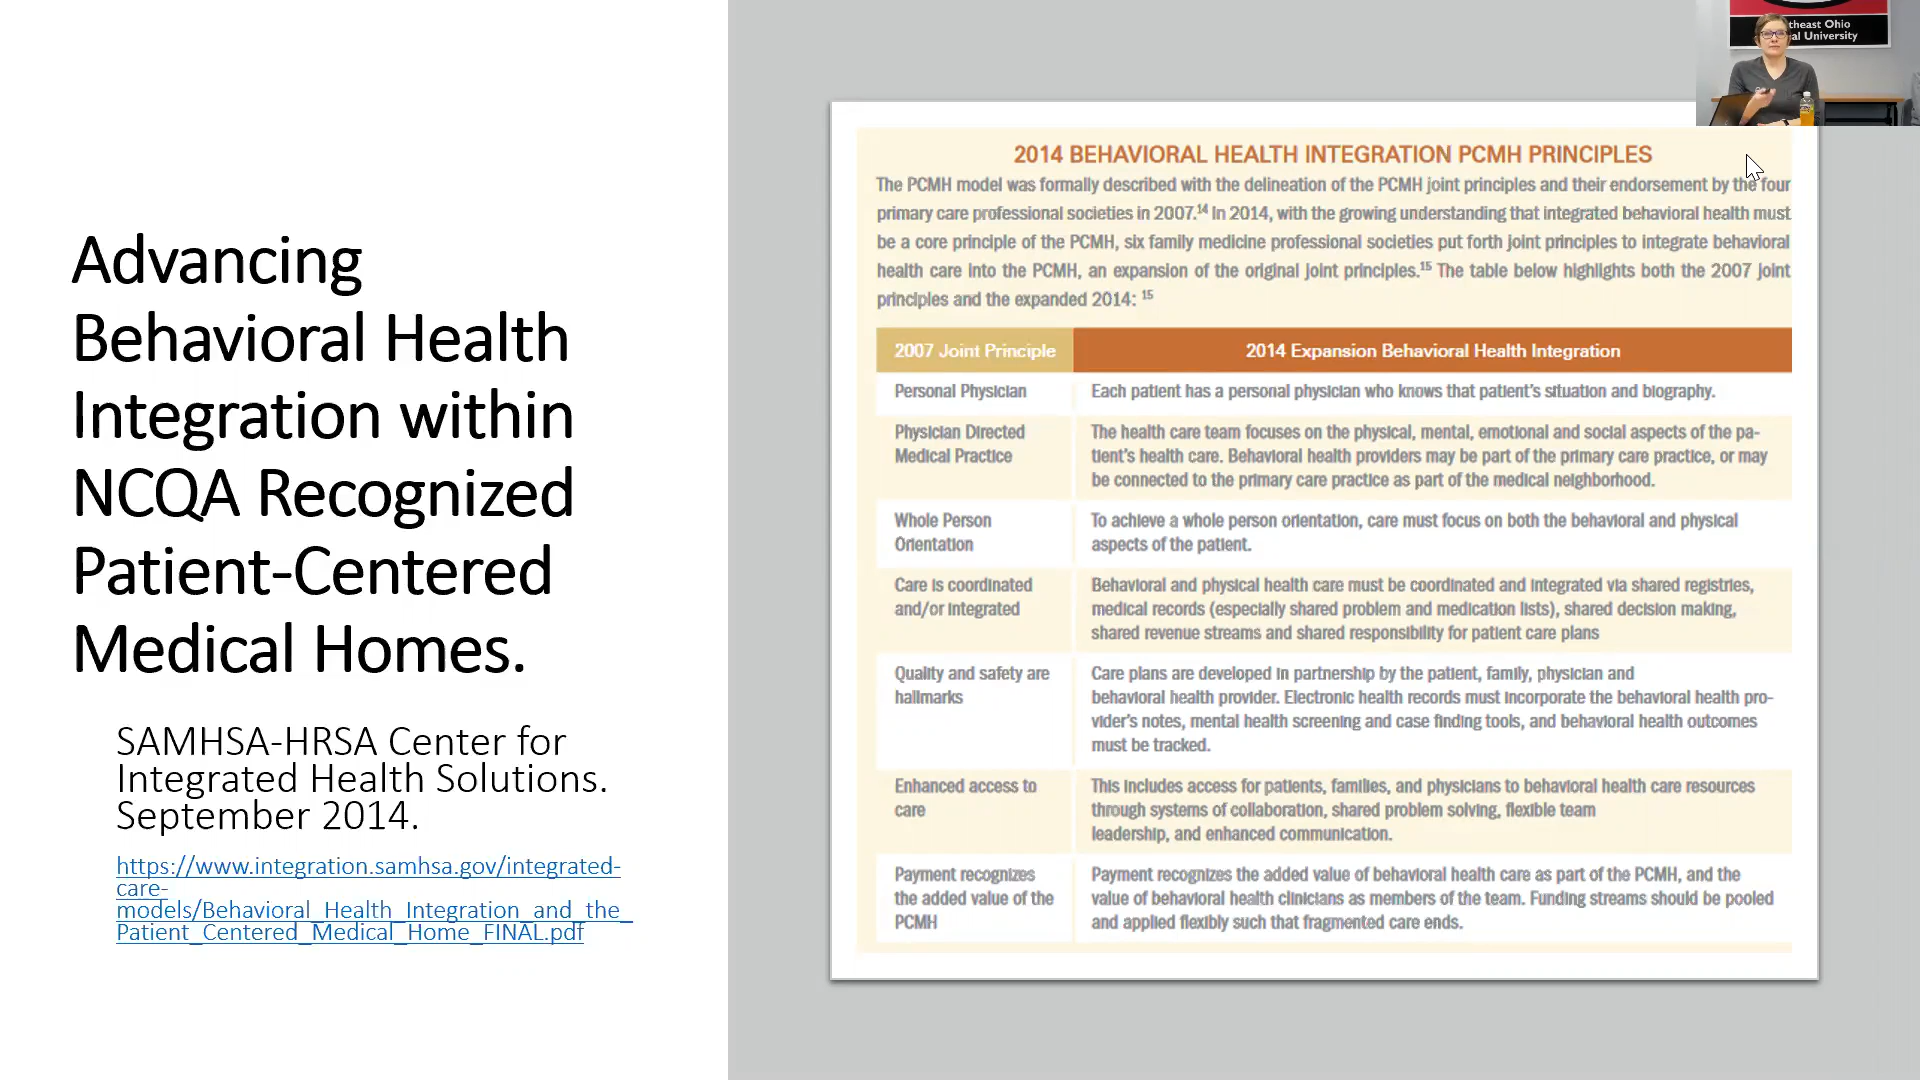 Advancing
Behavioral Health
Integration within
NCQA Recognized
Patient-Centered
Medical Homes.
SAMHSA-HRSA Center for
Integrated Health Solutions.
September 2014.
https://www.integration.samhsa.gov/integrated-
care-
models/Behavioral_Health_Integration_and_the_
Patient_Centered_Medical_Home_FINAL.pdf
theast Ohio
al University
2014 BEHAVIORAL HEALTH INTEGRATION PCMH PRINCIPLES
The PCMH model was formally described with the delineation of the PCMH joint principles and their endorsement by the four
primary care professional societies in 2007.14 In 2014, with the growing understanding that integrated behavioral health must
be a core principle of the PCMH, six family medicine professional societies put forth joint principles to integrate behavioral
health care into the PCMH, an expansion of the original joint principles.15 The table below highlights both the 2007 joint
principles and the expanded 2014: 15
2007 Joint Principle
2014 Expansion Behavioral Health Integration
Personal Physician
Each patient has a personal physician who knows that patient's situation and biography.
Physician Directed
Medical Practice
The health care team focuses on the physical, mental, emotional and social aspects of the pa-
tient's health care. Behavioral health providers may be part of the primary care practice, or may
be connected to the primary care practice as part of the medical neighborhood.
Whole Person
Orientation
To achieve a whole person orientation, care must focus on both the behavioral and physical
aspects of the patient.
Care is coordinated
and/or integrated
Behavioral and physical health care must be coordinated and integrated via shared registries,
medical records (especially shared problem and medication lists), shared decision making,
shared revenue streams and shared responsibility for patient care plans
Quality and safety are
hallmarks
Care plans are developed in partnership by the patient, family, physician and
behavioral health provider. Electronic health records must incorporate the behavioral health pro-
vider's notes, mental health screening and case finding tools, and behavioral health outcomes
must be tracked.
Enhanced access to
care
This includes access for patients, families, and physicians to behavioral health care resources
through systems of collaboration, shared problem solving, flexible team
leadership, and enhanced communication.
Payment recognizes
the added value of the
PCMH
Payment recognizes the added value of behavioral health care as part of the PCMH, and the
value of behavioral health clinicians as members of the team. Funding streams should be pooled
and applied flexibly such that fragmented care ends.